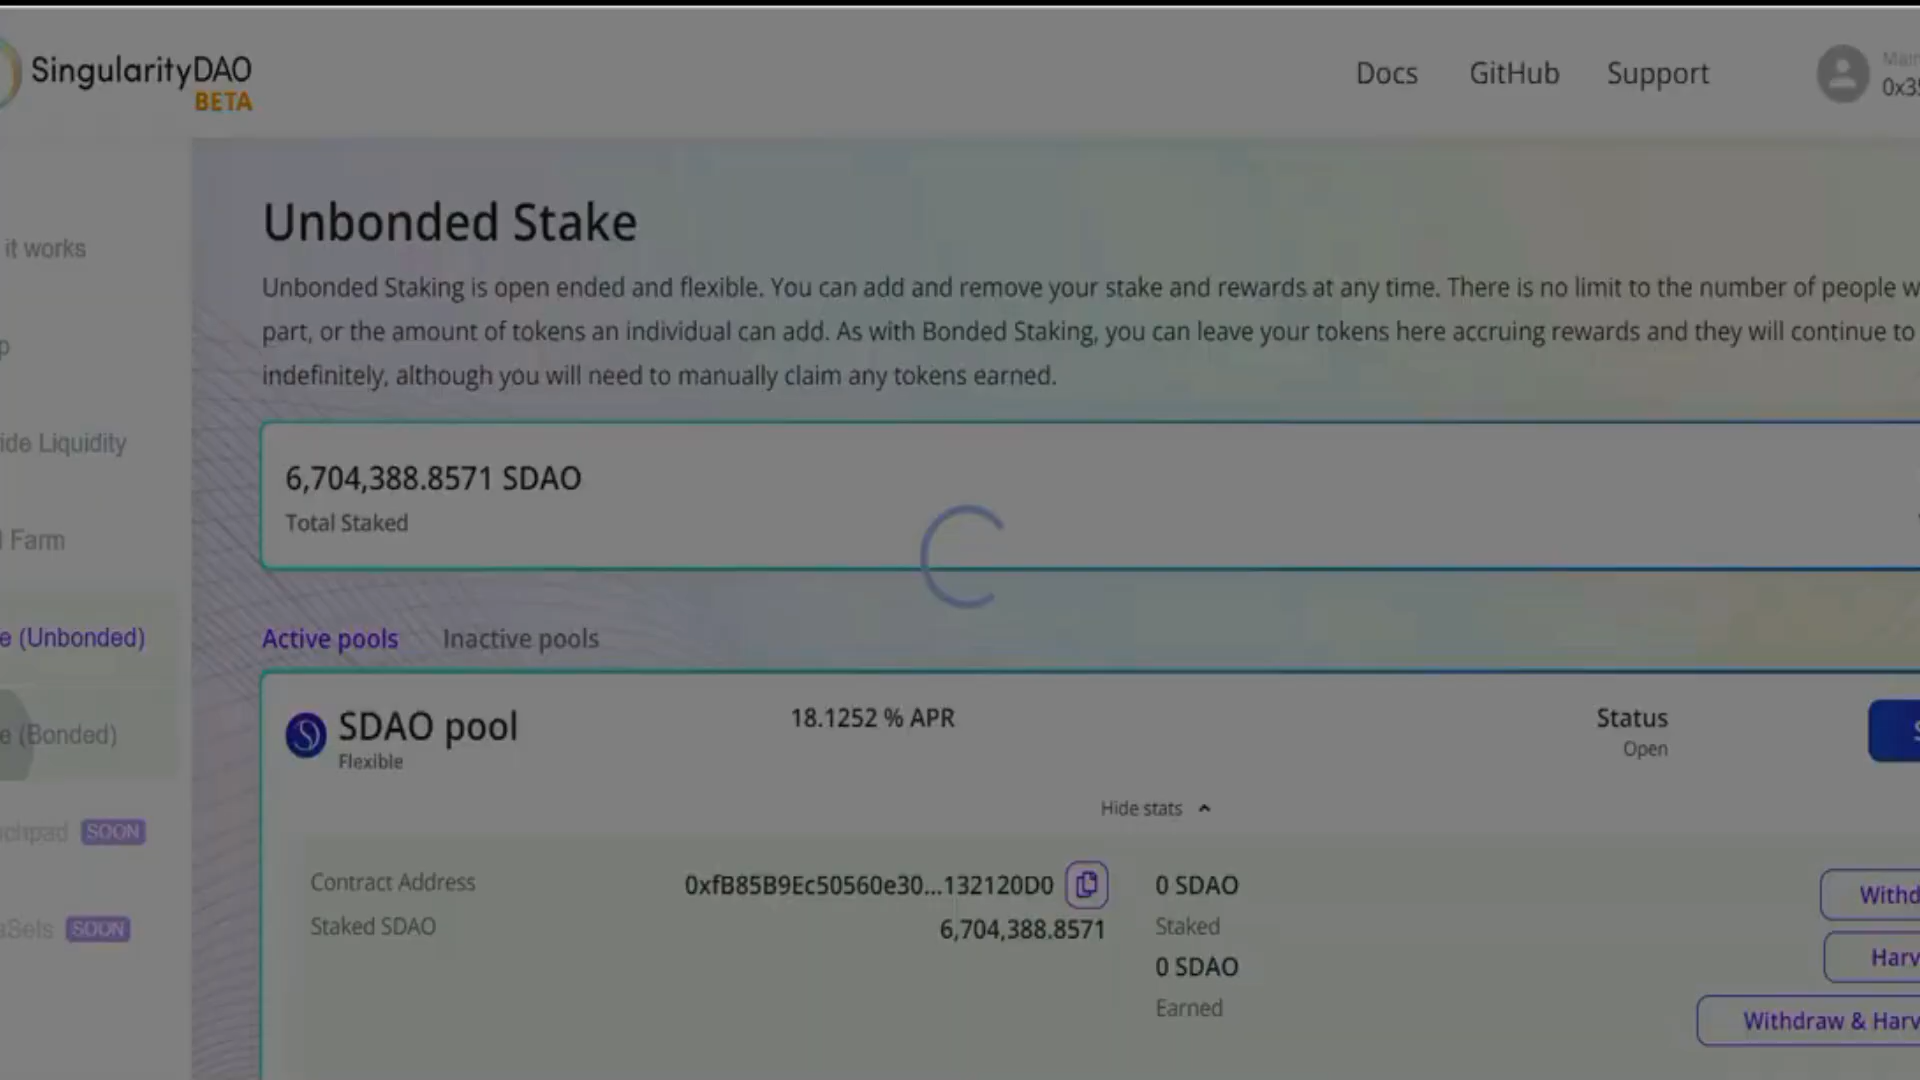 SingularityDAO
BETA
Docs
GitHub
Support
Main
0x35
it works
p
ide Liquidity
l Farm
e (Unbonded)
e (Bonded)
chpad SOON
aSets SOON
Unbonded Stake
Unbonded Staking is open ended and flexible. You can add and remove your stake and rewards at any time. There is no limit to the number of people w
part, or the amount of tokens an individual can add. As with Bonded Staking, you can leave your tokens here accruing rewards and they will continue to
indefinitely, although you will need to manually claim any tokens earned.
6,704,388.8571 SDAO
Total Staked
Active pools
Inactive pools
SDAO pool
Flexible
18.1252 % APR
Status
Open
S
Hide stats
Contract Address
0xfB85B9Ec50560e30...132120D0
Staked SDAO
6,704,388.8571
0 SDAO
Staked
0 SDAO
Earned
Withd
Harv
Withdraw & Harv